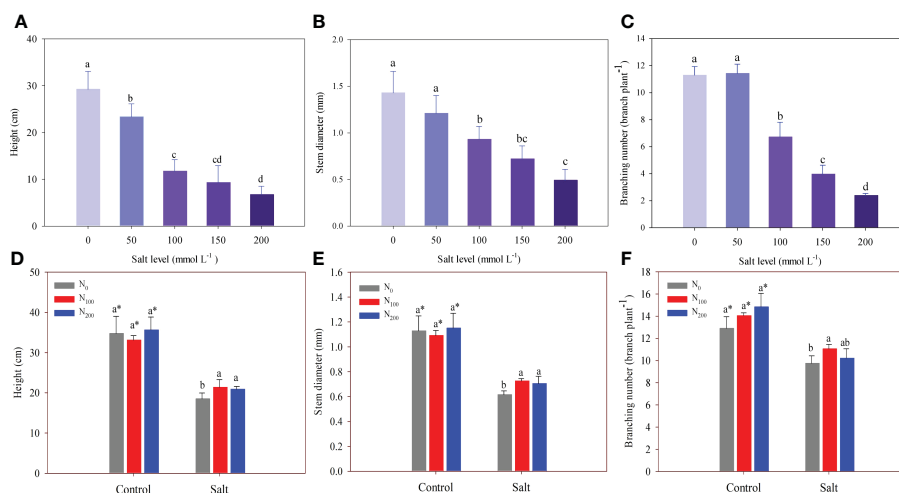 A
40
30
20
10
0
Height (cm)
a
b
c
cd
d
0 50 100 150 200
Salt level (mmol L⁻¹ )
B
2.0
1.5
1.0
0.5
0.0
Stem diameter (mm)
a
a
b
bc
c
0 50 100 150 200
Salt level (mmol L⁻¹)
C
14
12
10
8
6
4
2
0
Branching number (branch plant⁻¹)
a
a
b
c
d
0 50 100 150 200
Salt level (mmol L⁻¹)
D
50
40
30
20
10
0
Height (cm)
N₀
N₁₀₀
N₂₀₀
a* a* a*
b a a
Control Salt
E
1.6
1.4
1.2
1.0
0.8
0.6
0.4
0.2
0.0
Stem diameter (mm)
N₀
N₁₀₀
N₂₀₀
a* a* a*
b a a
Control Salt
F
18
16
14
12
10
8
6
4
2
0
Branching number (branch plant⁻¹)
N₀
N₁₀₀
N₂₀₀
a* a* a*
b a ab
Control Salt